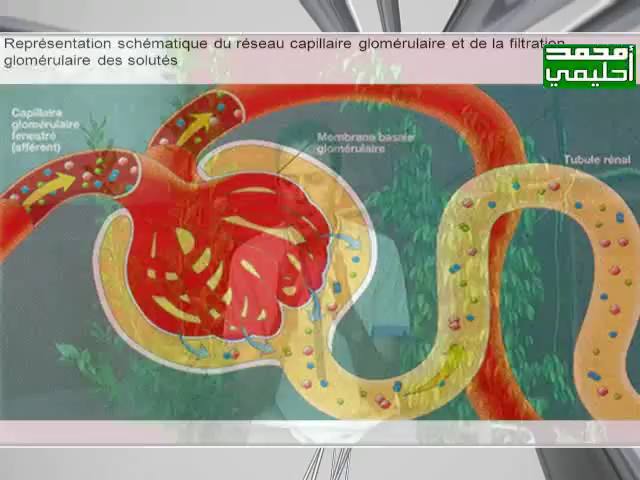 Représentation schématique du réseau capillaire glomérulaire et de la filtration
glomérulaire des solutés
محمد
أحليمي
Capillaire
glomérulaire
fenestré
(afférent)
Membrane basale
glomérulaire
Tubule rénal